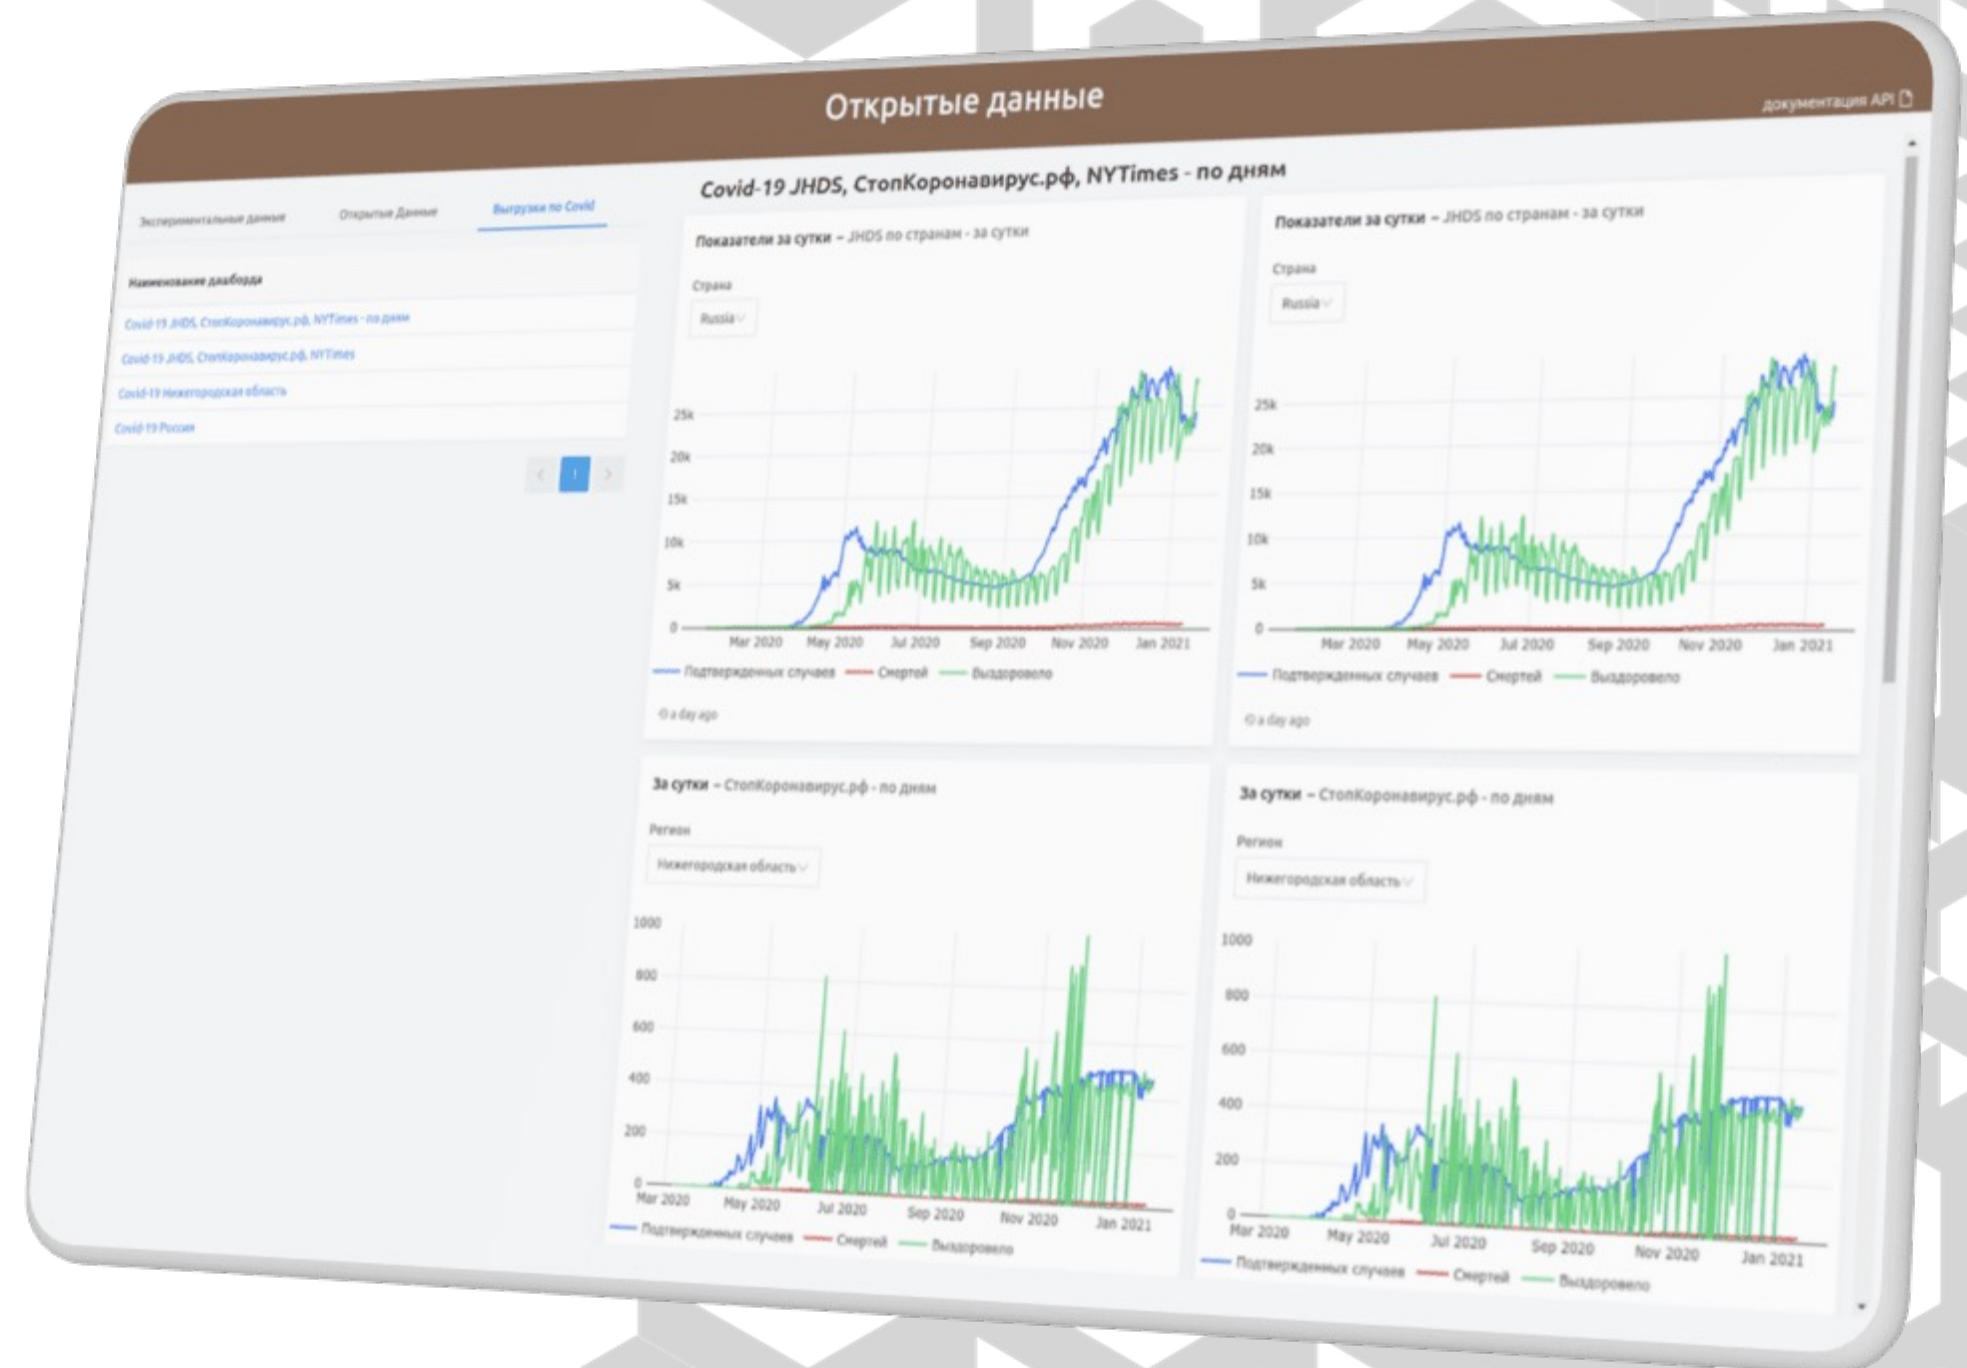 Открытые данные
документация API
Экспериментальные данные
Открытые Данные
Выгрузки по Covid
Наименование дашборда
Covid-19 JHDS, СтопКоронавирус.рф, NYTimes - по дням
Covid-19 JHDS, СтопКоронавирус.рф, NYTimes
Covid-19 Нижегородская область
Covid-19 Россия
< 1 >
Covid-19 JHDS, СтопКоронавирус.рф, NYTimes - по дням
Показатели за сутки – JHDS по странам - за сутки
Страна
Russia
25k
20k
15k
10k
5k
0
Mar 2020 May 2020 Jul 2020 Sep 2020 Nov 2020 Jan 2021
Подтвержденных случаев Смертей Выздоровело
a day ago
Показатели за сутки – JHDS по странам - за сутки
Страна
Russia
25k
20k
15k
10k
5k
0
Mar 2020 May 2020 Jul 2020 Sep 2020 Nov 2020 Jan 2021
Подтвержденных случаев Смертей Выздоровело
a day ago
За сутки – СтопКоронавирус.рф - по дням
Регион
Нижегородская область
1000
800
600
400
200
0
Mar 2020 May 2020 Jul 2020 Sep 2020 Nov 2020 Jan 2021
Подтвержденных случаев Смертей Выздоровело
За сутки – СтопКоронавирус.рф - по дням
Регион
Нижегородская область
1000
800
600
400
200
0
Mar 2020 May 2020 Jul 2020 Sep 2020 Nov 2020 Jan 2021
Подтвержденных случаев Смертей Выздоровело